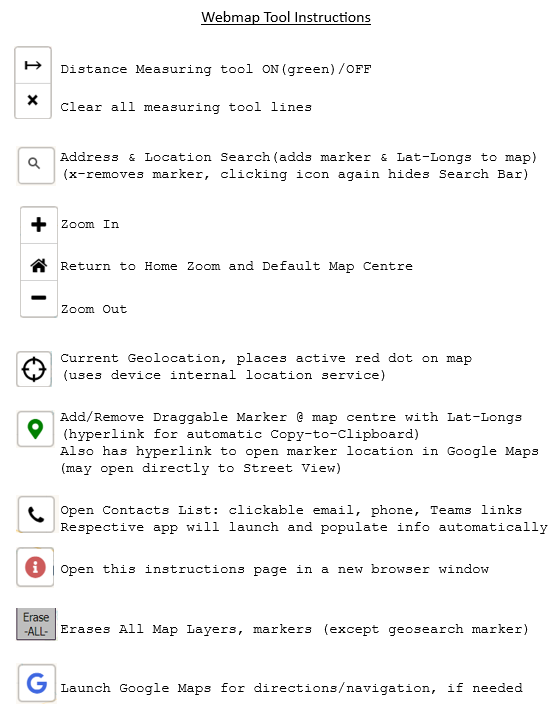 Webmap Tool Instructions
Distance Measuring tool ON(green)/OFF
Clear all measuring tool lines
Address & Location Search(adds marker & Lat-Longs to map)
(x-removes marker, clicking icon again hides Search Bar)
Zoom In
Return to Home Zoom and Default Map Centre
Zoom Out
Current Geolocation, places active red dot on map
(uses device internal location service)
Add/Remove Draggable Marker @ map centre with Lat-Longs
(hyperlink for automatic Copy-to-Clipboard)
Also has hyperlink to open marker location in Google Maps
(may open directly to Street View)
Open Contacts List: clickable email, phone, Teams links
Respective app will launch and populate info automatically
Open this instructions page in a new browser window
Erase
-ALL-
Erases All Map Layers, markers (except geosearch marker)
G
Launch Google Maps for directions/navigation, if needed